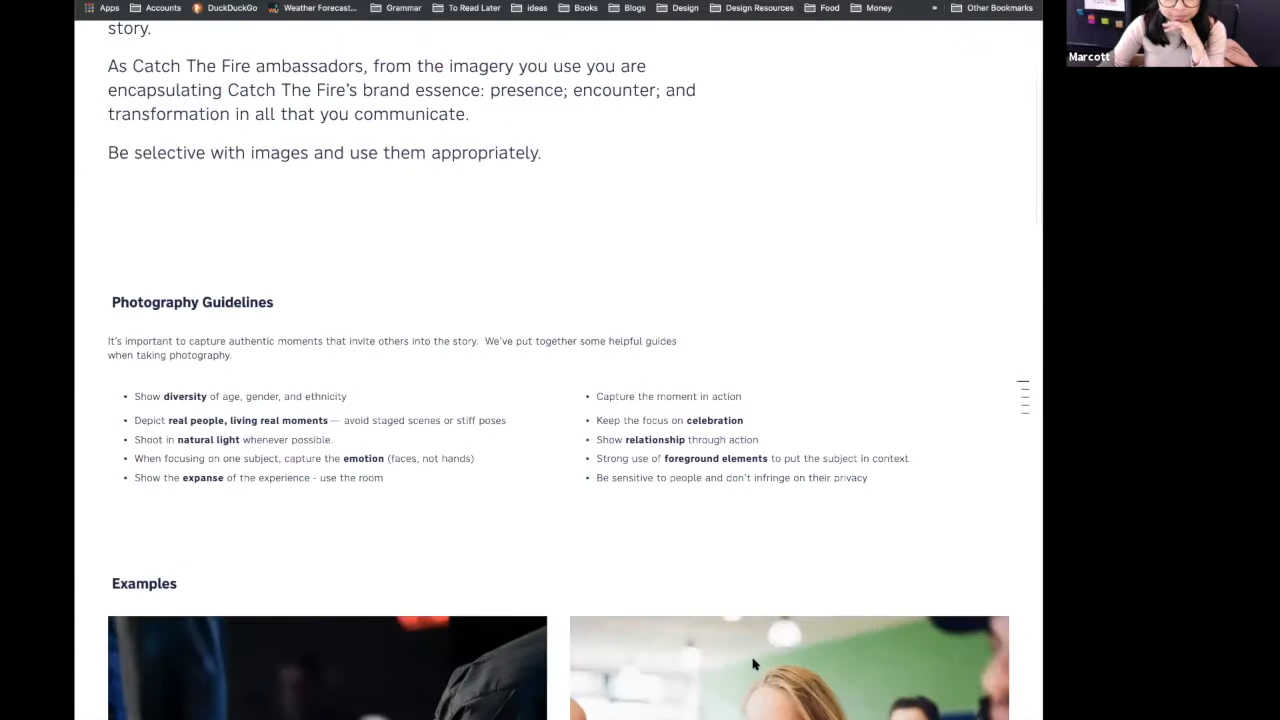 Apps Accounts DuckDuckGo Weather Forecast... Grammar To Read Later ideas Books Blogs Design Design Resources Food Money » Other Bookmarks
Marcott
story.
As Catch The Fire ambassadors, from the imagery you use you are
encapsulating Catch The Fire’s brand essence: presence; encounter; and
transformation in all that you communicate.
Be selective with images and use them appropriately.
Photography Guidelines
It’s important to capture authentic moments that invite others into the story. We’ve put together some helpful guides
when taking photography.
• Show diversity of age, gender, and ethnicity
• Depict real people, living real moments — avoid staged scenes or stiff poses
• Shoot in natural light whenever possible.
• When focusing on one subject, capture the emotion (faces, not hands)
• Show the expanse of the experience - use the room
• Capture the moment in action
• Keep the focus on celebration
• Show relationship through action
• Strong use of foreground elements to put the subject in context
• Be sensitive to people and don’t infringe on their privacy
Examples